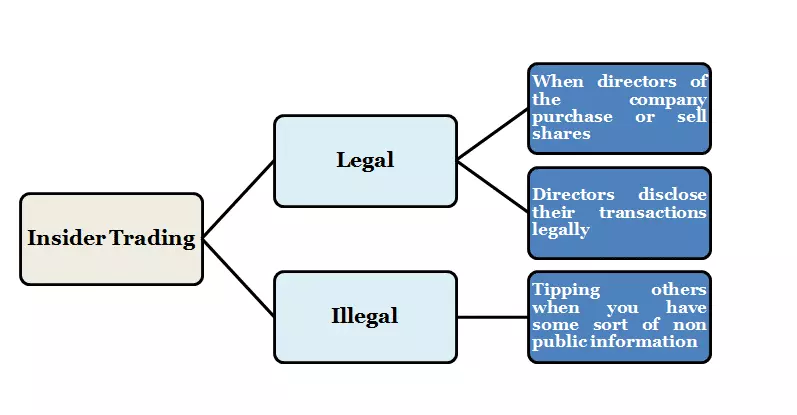 Insider Trading
Legal
Illegal
When directors of
the company
purchase or sell
shares
Directors disclose
their transactions
legally
Tipping others
when you have
some sort of non
public information